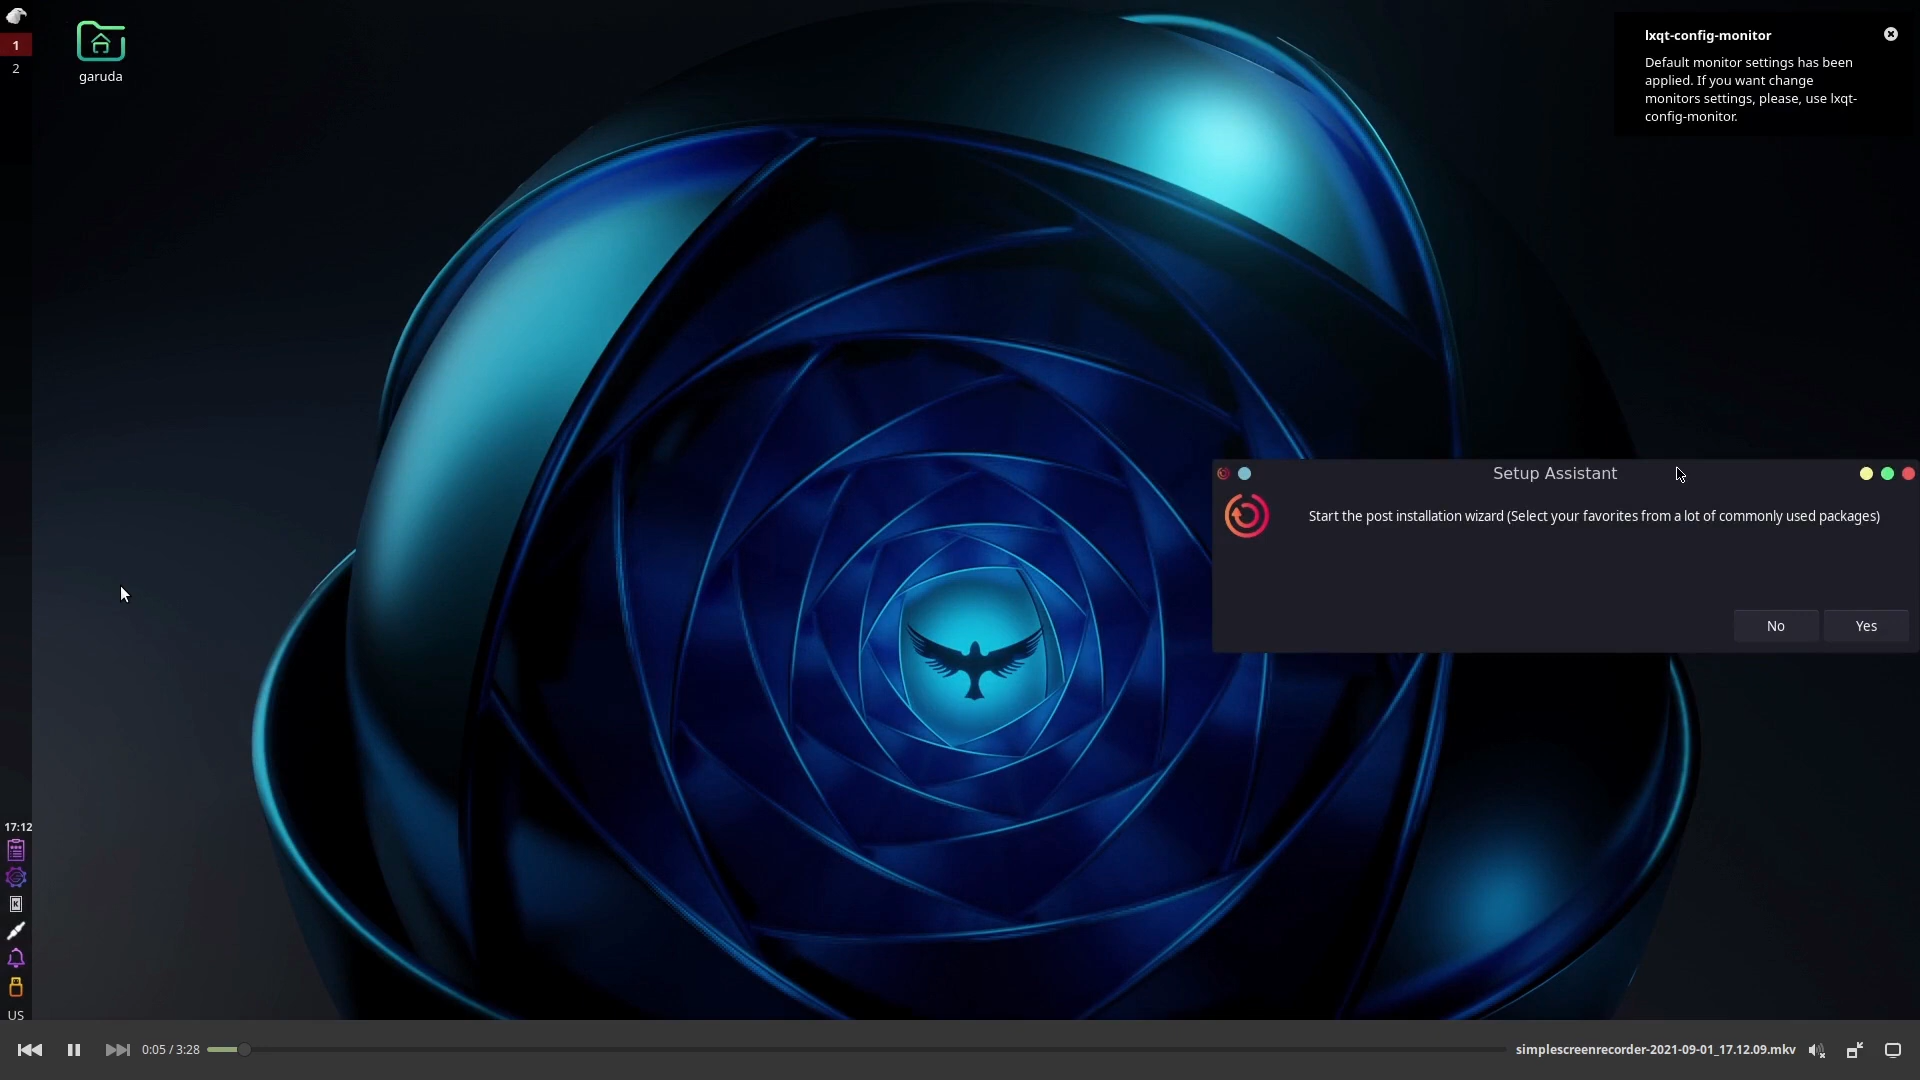 1
2
garuda
lxqt-config-monitor
Default monitor settings has been
applied. If you want change
monitors settings, please, use lxqt-
config-monitor.
Setup Assistant
Start the post installation wizard (Select your favorites from a lot of commonly used packages)
No
Yes
17:12
US
0:05 / 3:28
simplescreenrecorder-2021-09-01_17.12.09.mkv